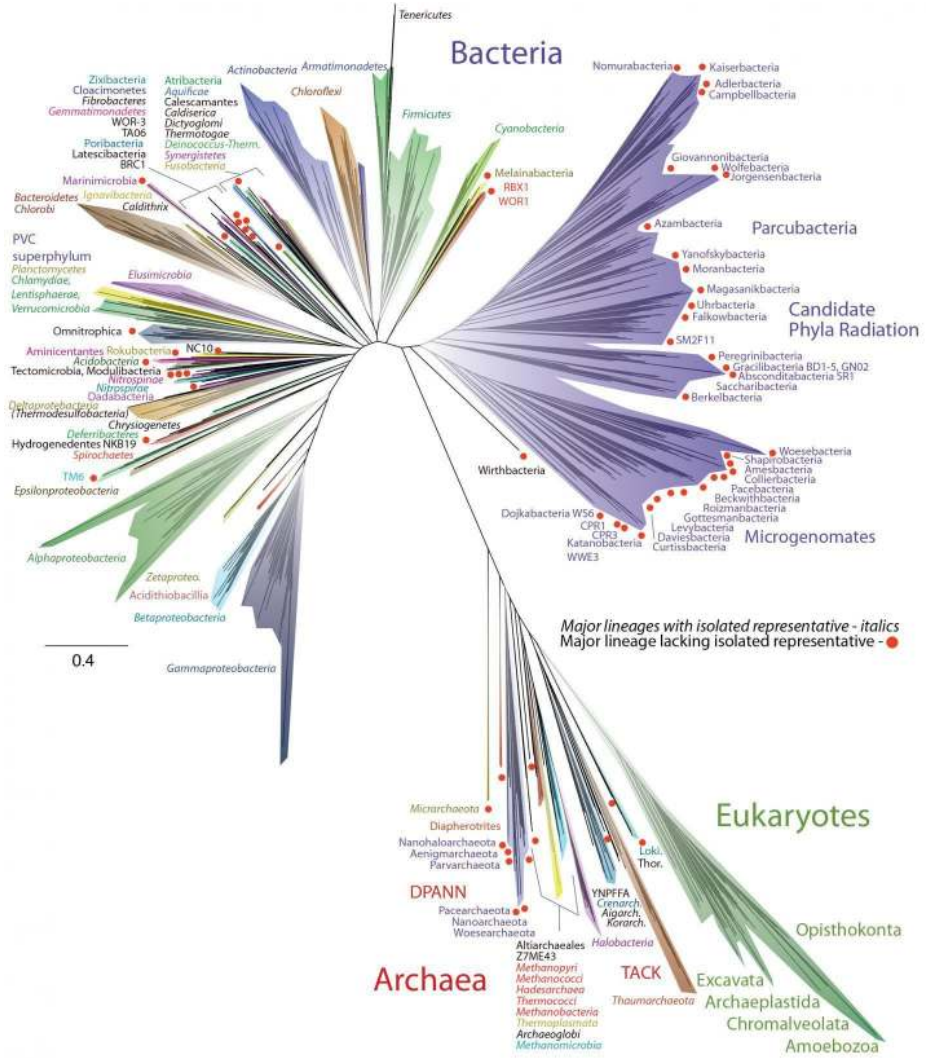 Tenericutes
Bacteria
Actinobacteria
Armatimonadetes
Chloroflexi
Firmicutes
Cyanobacteria
Melainabacteria
RBX1
WOR1
Zixibacteria
Cloacimonetes
Fibrobacteres
Gemmatimonadetes
WOR-3
TA06
Poribacteria
Latescibacteria
BRC1
Atribacteria
Aquificae
Calescamantes
Caldiserica
Dictyoglomi
Thermotogae
Deinococcus-Therm.
Synergistetes
Fusobacteria
Marinimicrobia
Ignavibacteria
Bacteroidetes
Chlorobi
Caldithrix
PVC
superphylum
Planctomycetes
Chlamydiae,
Lentisphaerae,
Verrucomicrobia
Elusimicrobia
Omnitrophica
Aminicentantes
Rokubacteria
NC10
Acidobacteria
Tectomicrobia, Modulibacteria
Nitrospinae
Nitrospirae
Dadabacteria
Deltaprotebacteria
(Thermodesulfobacteria)
Chrysiogenetes
Deferribacteres
Hydrogenedentes NKB19
Spirochaetes
TM6
Epsilonproteobacteria
Alphaproteobacteria
Zetaproteo.
Acidithiobacillia
Betaproteobacteria
Gammaproteobacteria
0.4
Nomurabacteria
Kaiserbacteria
Adlerbacteria
Campbellbacteria
Giovannonibacteria
Wolfebacteria
Jorgensenbacteria
Azambacteria
Parcubacteria
Yanofskybacteria
Moranbacteria
Magasanikbacteria
Uhrbacteria
Falkowbacteria
Candidate
Phyla Radiation
SM2F11
Peregrinibacteria
Gracilibacteria BD1-5, GN02
Absconditabacteria SR1
Saccharibacteria
Berkelbacteria
Woesebacteria
Shapirobacteria
Amesbacteria
Collierbacteria
Pacebacteria
Beckwithbacteria
Roizmanbacteria
Gottesmanbacteria
Levybacteria
Daviesbacteria
Curtissbacteria
Microgenomates
Wirthbacteria
Dojkabacteria WS6
CPR1
CPR3
Katanobacteria
WWE3
Major lineages with isolated representative - italics
Major lineage lacking isolated representative -
Micrarchaeota
Diapherotrites
Nanohaloarchaeota
Aenigmarchaeota
Parvarchaeota
DPANN
Pacearchaeota
Nanoarchaeota
Woesearchaeota
Archaea
Altiarchaeales
Z7ME43
Methanopyri
Methanococci
Hadesarchaea
Thermococci
Methanobacteria
Thermoplasmata
Archaeoglobi
Methanomicrobia
Halobacteria
YNPFFA
Crenarch.
Aigarch.
Korarch.
Loki.
Thor.
TACK
Thaumarchaeota
Eukaryotes
Opisthokonta
Excavata
Archaeplastida
Chromalveolata
Amoebozoa